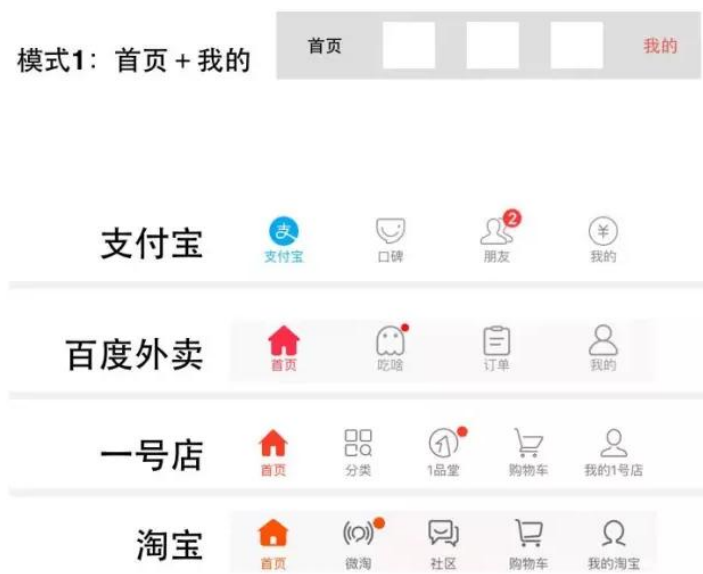 模式1：首页＋我的
首页 我的
支付宝
支
2
¥
支付宝 口碑 朋友 我的
百度外卖
首页 吃啥 订单 我的
一号店
1
首页 分类 1品堂 购物车 我的1号店
淘宝
首页 微淘 社区 购物车 我的淘宝